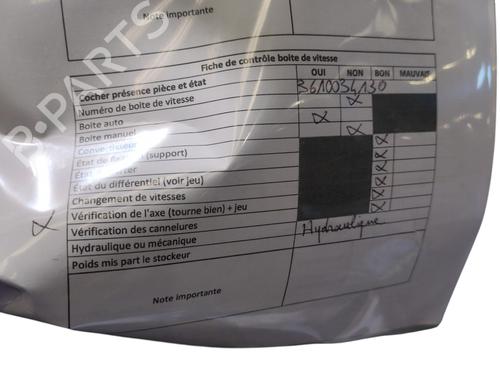 Note importante
Fiche de contrôle boite de vitesse
Cocher présence pièce et état OUI NON BON MAUVAIS
Numéro de boite de vitesse 3610034130
Boite auto
Boite manuel
Convertisseur
État de fixation (support)
État
État du différentiel (voir jeu)
Changement de vitesses
Vérification de l'axe (tourne bien) + jeu
Vérification des cannelures
Hydraulique ou mécanique Hydraulique
Poids mis part le stockeur
Note importante
B-PARTS